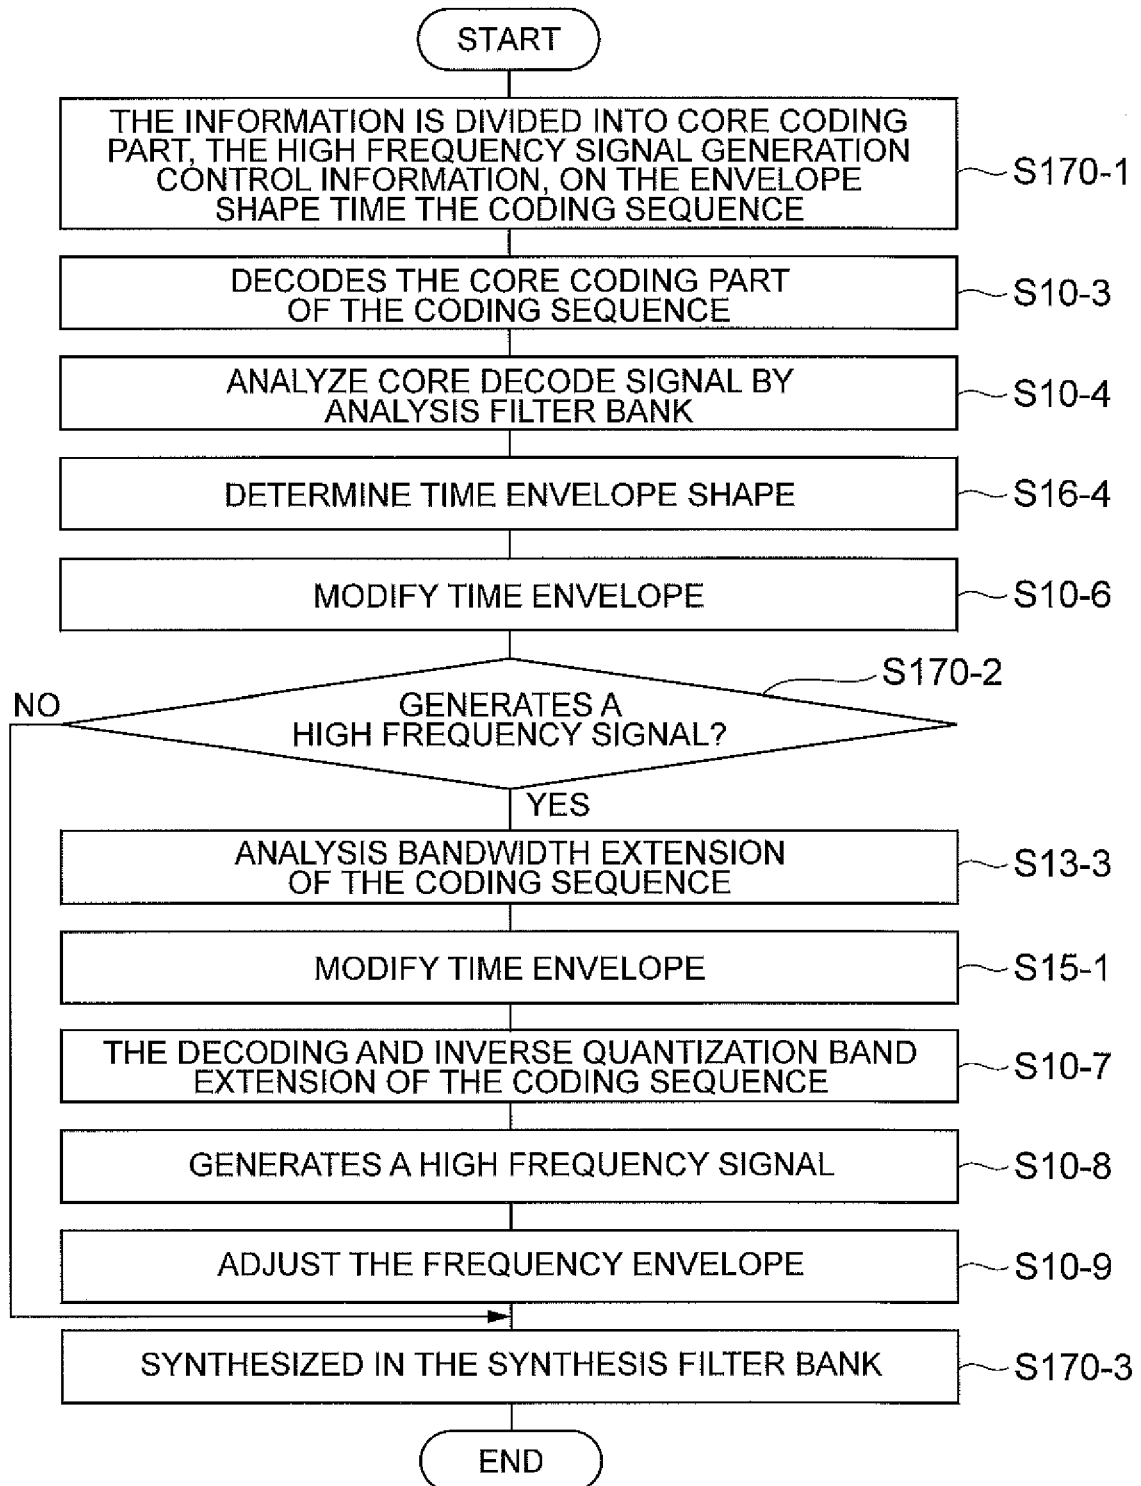 START
THE INFORMATION IS DIVIDED INTO CORE CODING
PART, THE HIGH FREQUENCY SIGNAL GENERATION
CONTROL INFORMATION, ON THE ENVELOPE
SHAPE TIME THE CODING SEQUENCE
S170-1
DECODES THE CORE CODING PART
OF THE CODING SEQUENCE
S10-3
ANALYZE CORE DECODE SIGNAL BY
ANALYSIS FILTER BANK
S10-4
DETERMINE TIME ENVELOPE SHAPE
S16-4
MODIFY TIME ENVELOPE
S10-6
S170-2
NO
GENERATES A
HIGH FREQUENCY SIGNAL?
YES
ANALYSIS BANDWIDTH EXTENSION
OF THE CODING SEQUENCE
S13-3
MODIFY TIME ENVELOPE
S15-1
THE DECODING AND INVERSE QUANTIZATION BAND
EXTENSION OF THE CODING SEQUENCE
S10-7
GENERATES A HIGH FREQUENCY SIGNAL
S10-8
ADJUST THE FREQUENCY ENVELOPE
S10-9
SYNTHESIZED IN THE SYNTHESIS FILTER BANK
S170-3
END